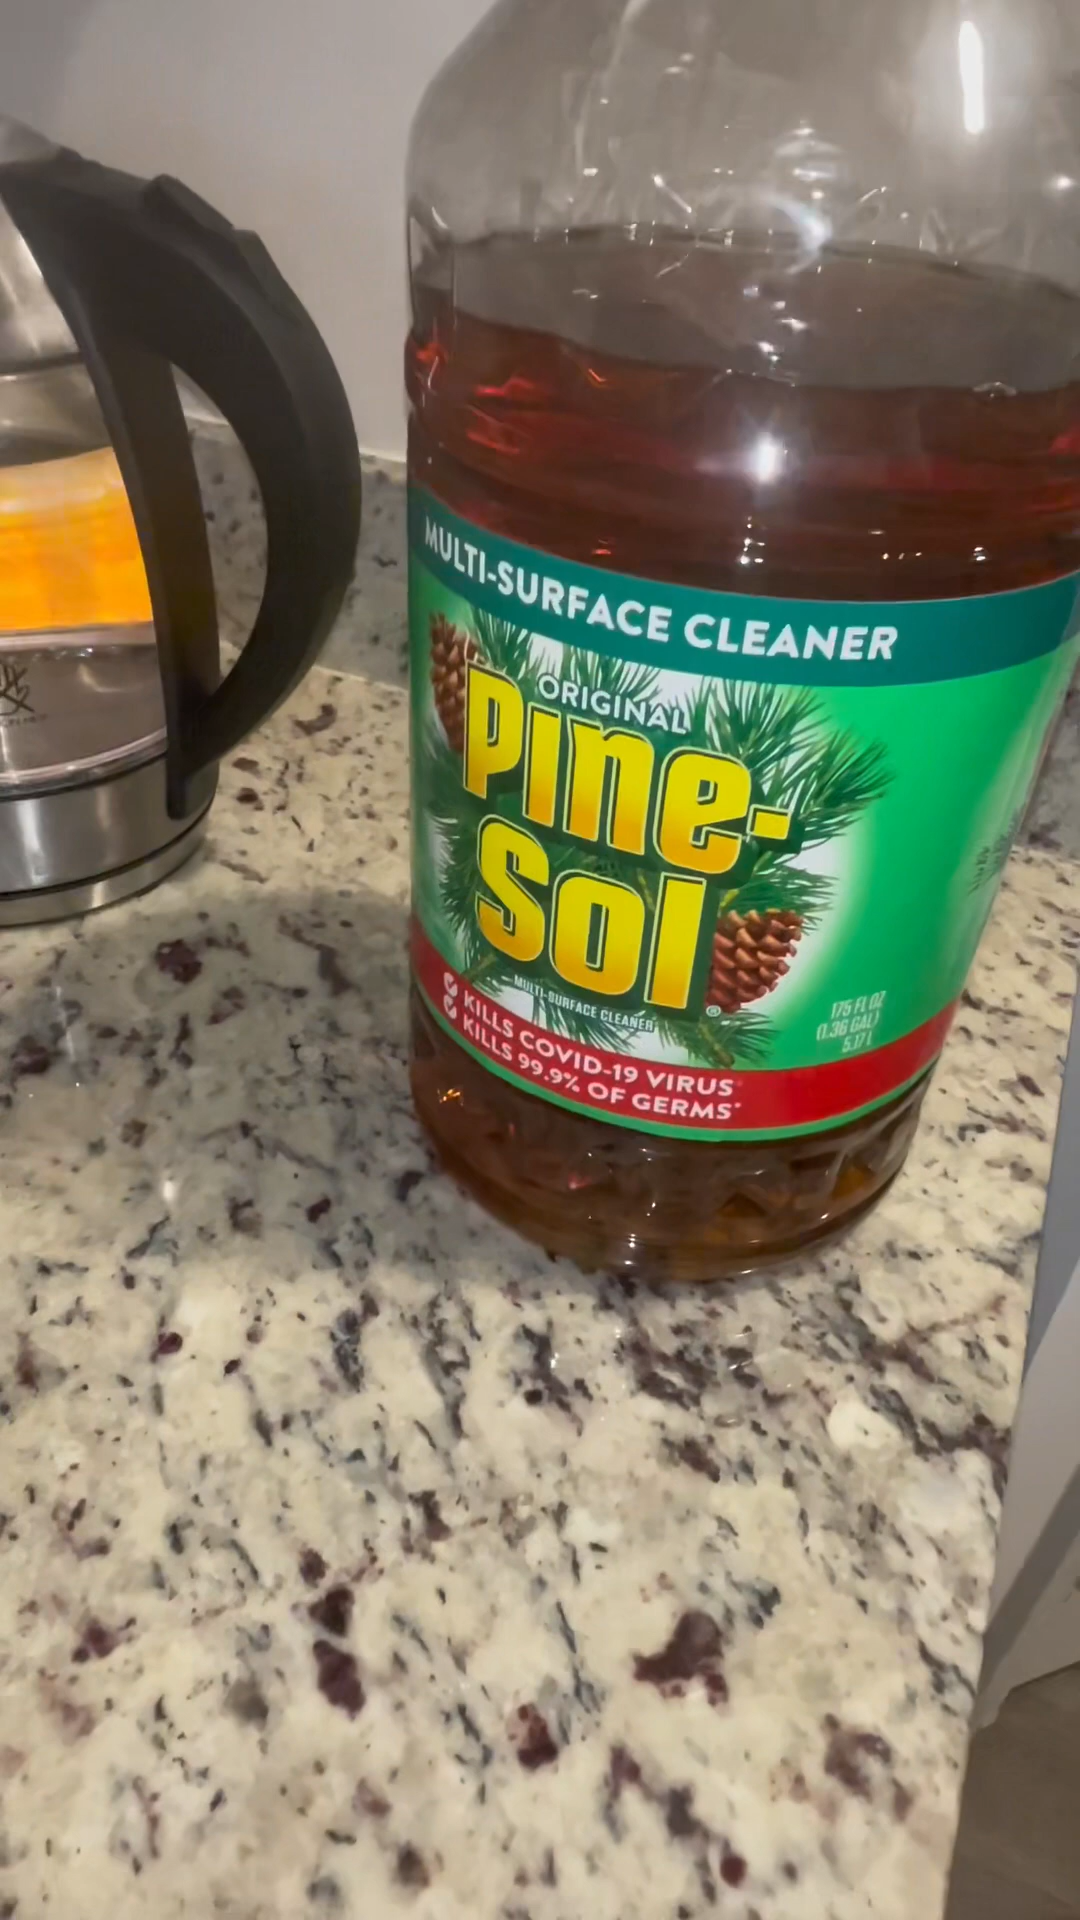 MULTI-SURFACE CLEANER
ORIGINAL
Pine-
Sol®
MULTI-SURFACE CLEANER
KILLS COVID-19 VIRUS
KILLS 99.9% OF GERMS*
175 FL OZ
(1.36 GAL)
5.17 L